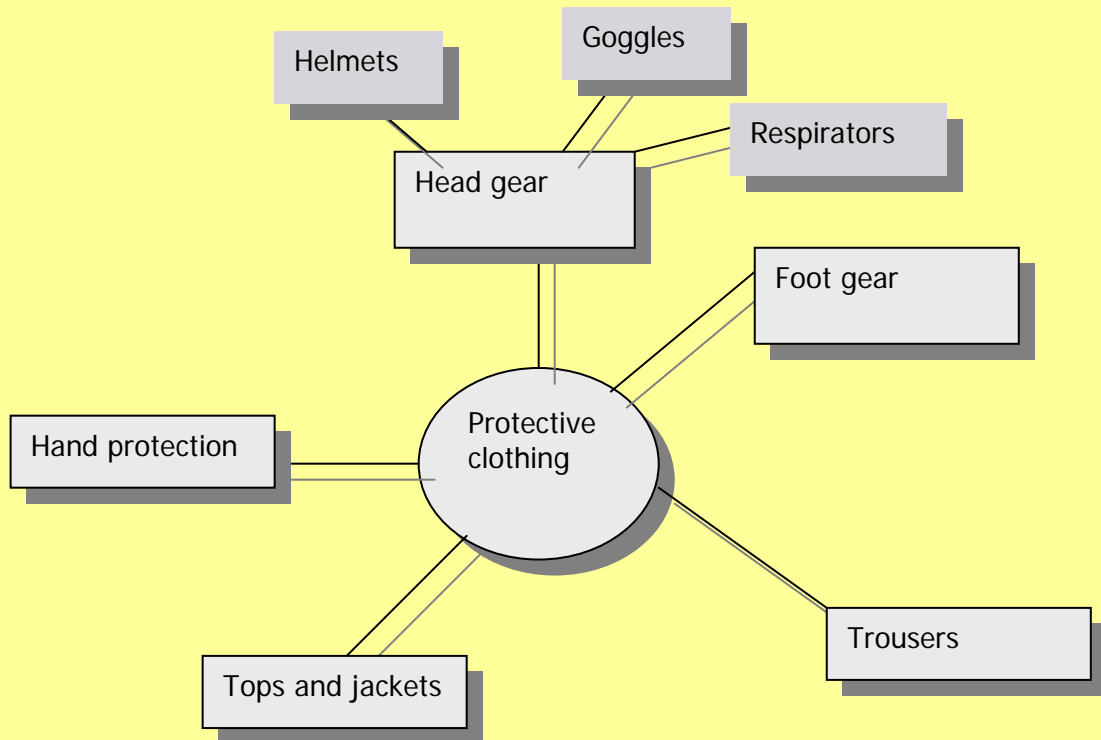 Goggles
Helmets
Respirators
Head gear
Foot gear
Protective
clothing
Hand protection
Trousers
Tops and jackets